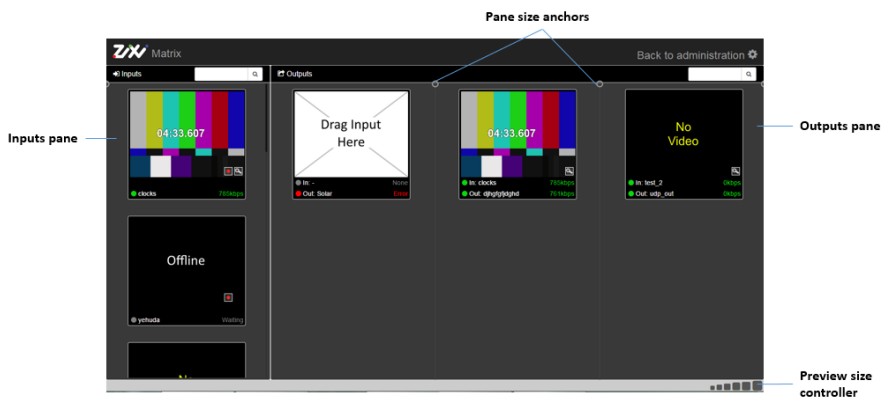 Pane size anchors
ZiXi Matrix
Back to administration
Inputs
Outputs
Inputs pane
Outputs pane
04:33.607
clocks 785kbps
Drag Input
Here
In: - None
Out: Solar Error
04:33.607
In: clocks 785kbps
Out: djhgfgfjdghd 761kbps
No
Video
In: test_2 0kbps
Out: udp_out 0kbps
Offline
yehuda Waiting
Preview size
controller